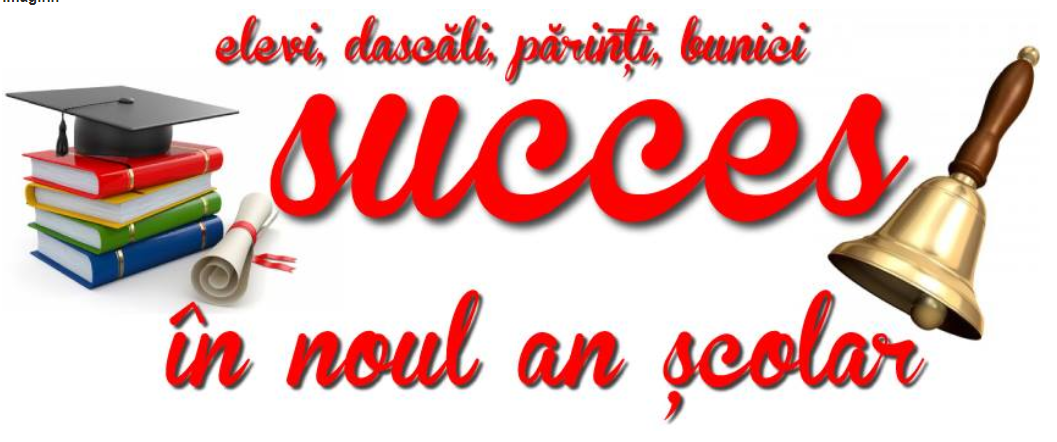 elevi, dascăli, părinți, bunici
succes
în noul an școlar